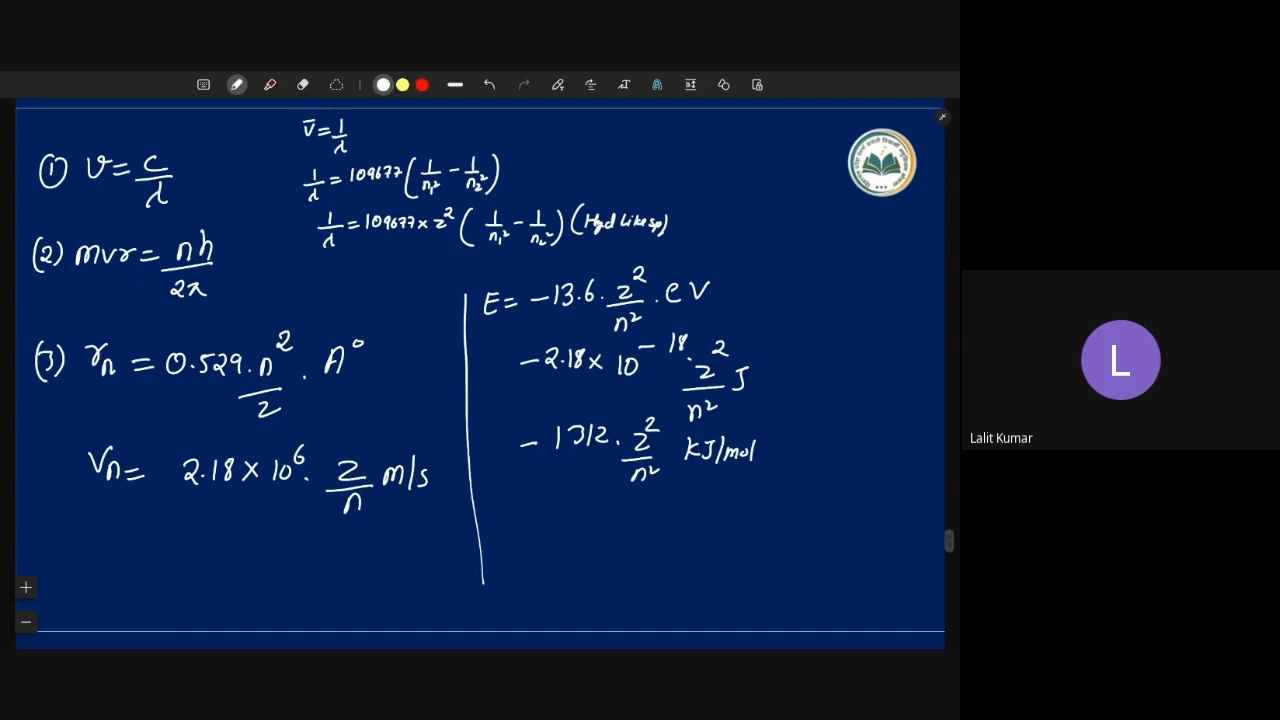 ν̄ = 1/λ
① ν = c/λ
1/λ = 109677 (1/n₁² − 1/n₂²)
1/λ = 109677 × z² (1/n₁² − 1/n₂²) (Hyd like sp)
(2) mvr = nh/2π
(3) rₙ = 0.529 · n²/z · A°
Vₙ = 2.18 × 10⁶ · z/n m/s
E = −13.6 · z²/n² · eV
−2.18 × 10⁻¹⁸ · z²/n² J
−1312 · z²/n² KJ/mol
L
Lalit Kumar